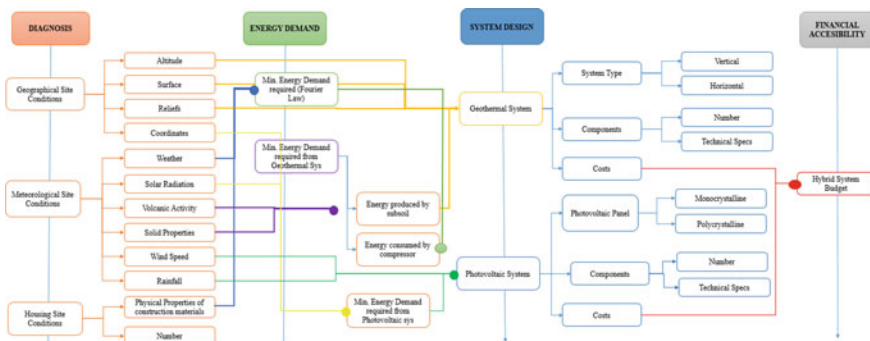 DIAGNOSIS
ENERGY DEMAND
SYSTEM DESIGN
FINANCIAL
ACCESIBILITY
Geographical Site
Conditions
Altitude
Surface
Reliefs
Coordinates
Meteorological Site
Conditions
Weather
Solar Radiation
Volcanic Activity
Solid Properties
Wind Speed
Rainfall
Housing Site
Conditions
Physical Properties of
construction materials
Number
Min. Energy Demand
required (Fourier
Law)
Min. Energy Demand
required from
Geothermal Sys
Energy produced by
subsoil
Energy consumed by
compressor
Min. Energy Demand
required from
Photovoltaic sys
Geothermal System
System Type
Vertical
Horizontal
Components
Number
Technical Specs
Costs
Photovoltaic System
Photovoltaic Panel
Monocrystalline
Polycrystalline
Components
Number
Technical Specs
Costs
Hybrid System
Budget